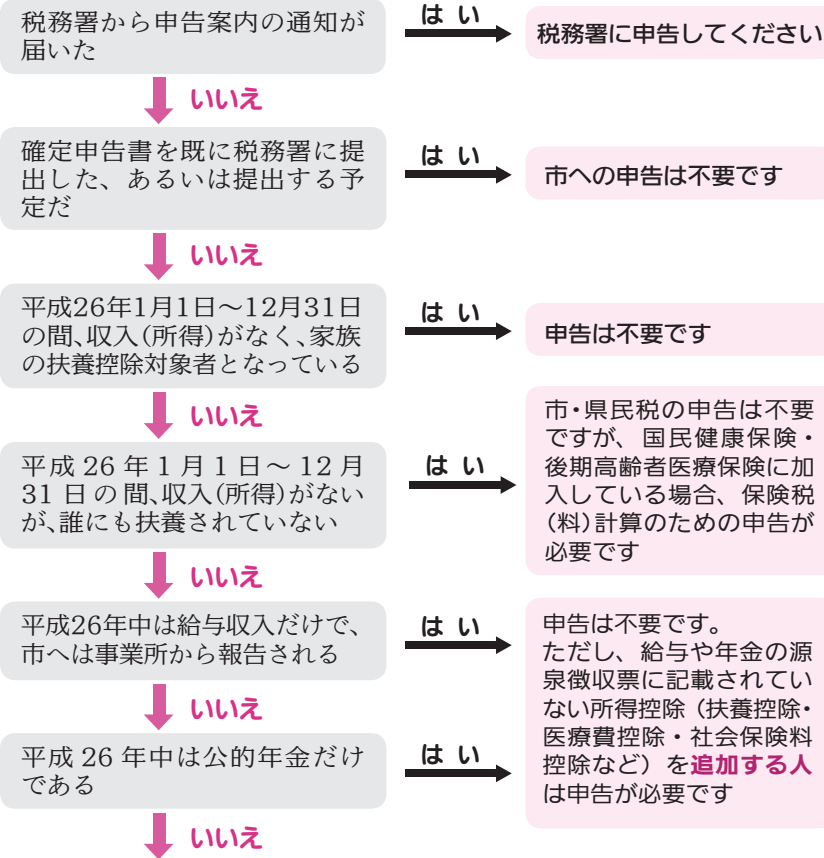 税務署から申告案内の通知が
届いた
はい
税務署に申告してください
いいえ
確定申告書を既に税務署に提
出した、あるいは提出する予
定だ
はい
市への申告は不要です
いいえ
平成26年1月1日～12月31日
の間、収入(所得)がなく、家族
の扶養控除対象者となっている
はい
申告は不要です
いいえ
平成26年1月1日～12月
31日の間、収入(所得)がない
が、誰にも扶養されていない
はい
市・県民税の申告は不要
ですが、国民健康保険・
後期高齢者医療保険に加
入している場合、保険税
(料)計算のための申告が
必要です
いいえ
平成26年中は給与収入だけで、
市へは事業所から報告される
はい
いいえ
平成26年中は公的年金だけ
である
はい
申告は不要です。
ただし、給与や年金の源
泉徴収票に記載されてい
ない所得控除（扶養控除・
医療費控除・社会保険料
控除など）を追加する人
は申告が必要です
いいえ